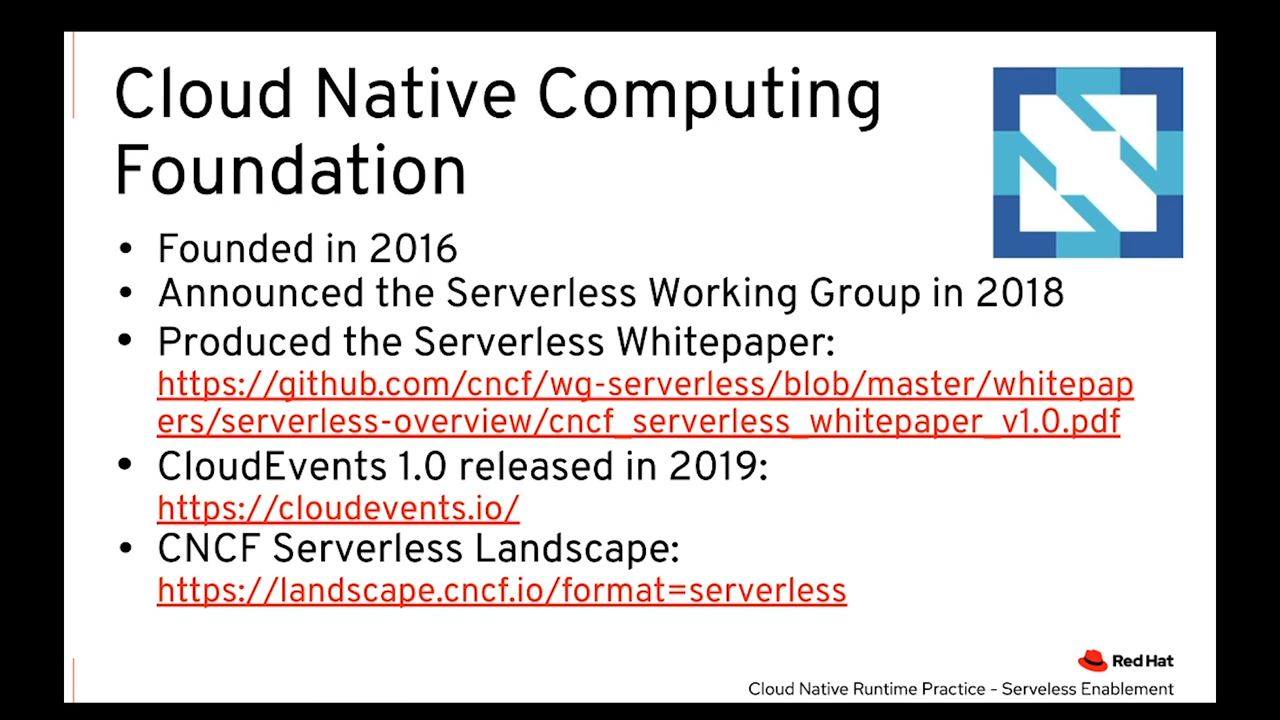 Cloud Native Computing
Foundation
• Founded in 2016
• Announced the Serverless Working Group in 2018
• Produced the Serverless Whitepaper:
https://github.com/cncf/wg-serverless/blob/master/whitepap
ers/serverless-overview/cncf_serverless_whitepaper_v1.0.pdf
• CloudEvents 1.0 released in 2019:
https://cloudevents.io/
• CNCF Serverless Landscape:
https://landscape.cncf.io/format=serverless
Red Hat
Cloud Native Runtime Practice - Serveless Enablement